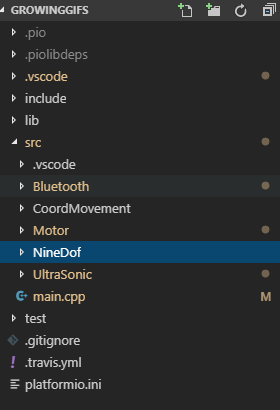 GROWINGGIFS
.pio
.piolibdeps
.vscode
include
lib
src
.vscode
Bluetooth
CoordMovement
Motor
NineDof
UltraSonic
main.cpp M
test
.gitignore
.travis.yml
platformio.ini